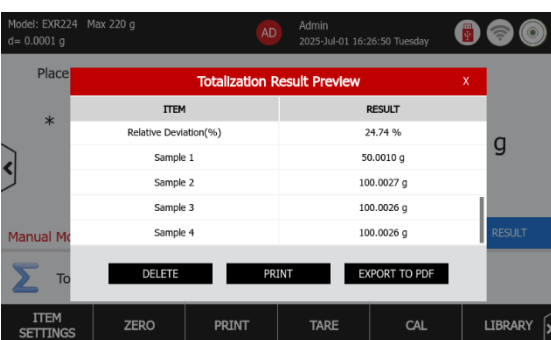 Model: EXR224 Max 220 g
d= 0.0001 g
AD
Admin
2025-Jul-01 16:26:50 Tuesday
Place
*
g
Totalization Result Preview X
ITEM RESULT
Relative Deviation(%) 24.74 %
Sample 1 50.0010 g
Sample 2 100.0027 g
Sample 3 100.0026 g
Sample 4 100.0026 g
DELETE PRINT EXPORT TO PDF
Manual Mo
RESULT
Σ To
ITEM SETTINGS
ZERO PRINT TARE CAL LIBRARY